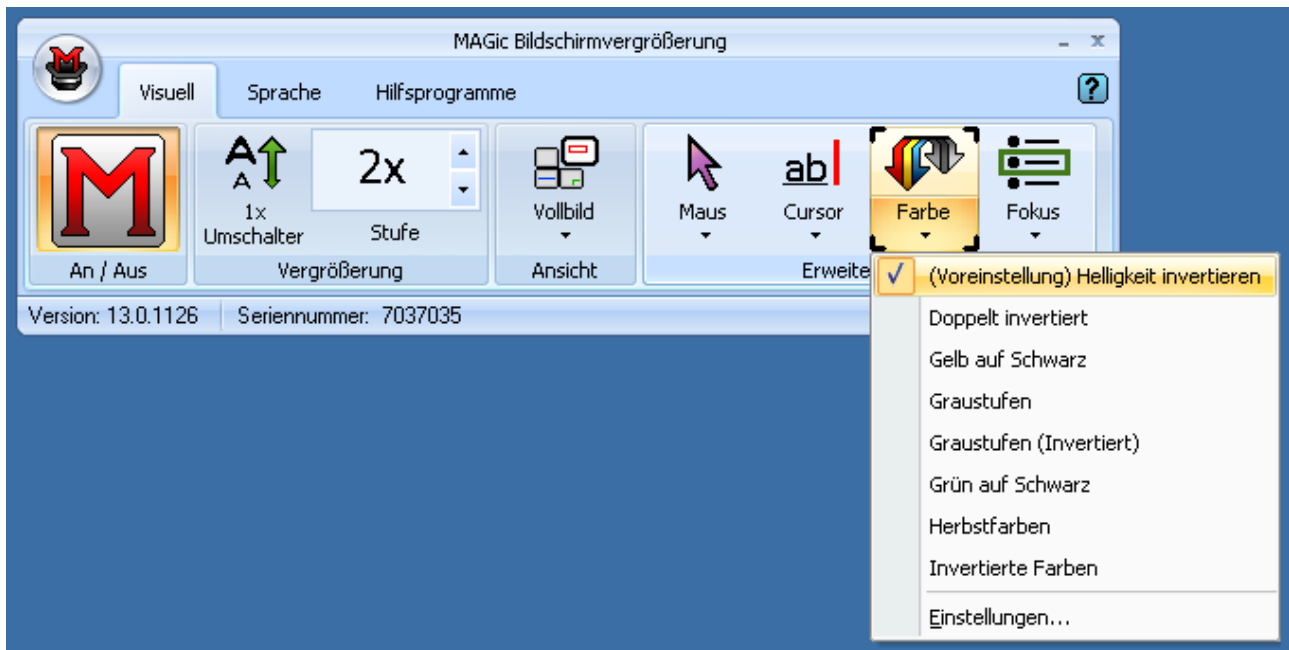 MAGic Bildschirmvergrößerung
Visuell Sprache Hilfsprogramme
M
2x
ab
1x
Umschalter
Stufe
Vollbild
Maus
Cursor
Farbe
Fokus
An / Aus
Vergrößerung
Ansicht
Erweite
Version: 13.0.1126 Seriennummer: 7037035
(Voreinstellung) Helligkeit invertieren
Doppelt invertiert
Gelb auf Schwarz
Graustufen
Graustufen (Invertiert)
Grün auf Schwarz
Herbstfarben
Invertierte Farben
Einstellungen...